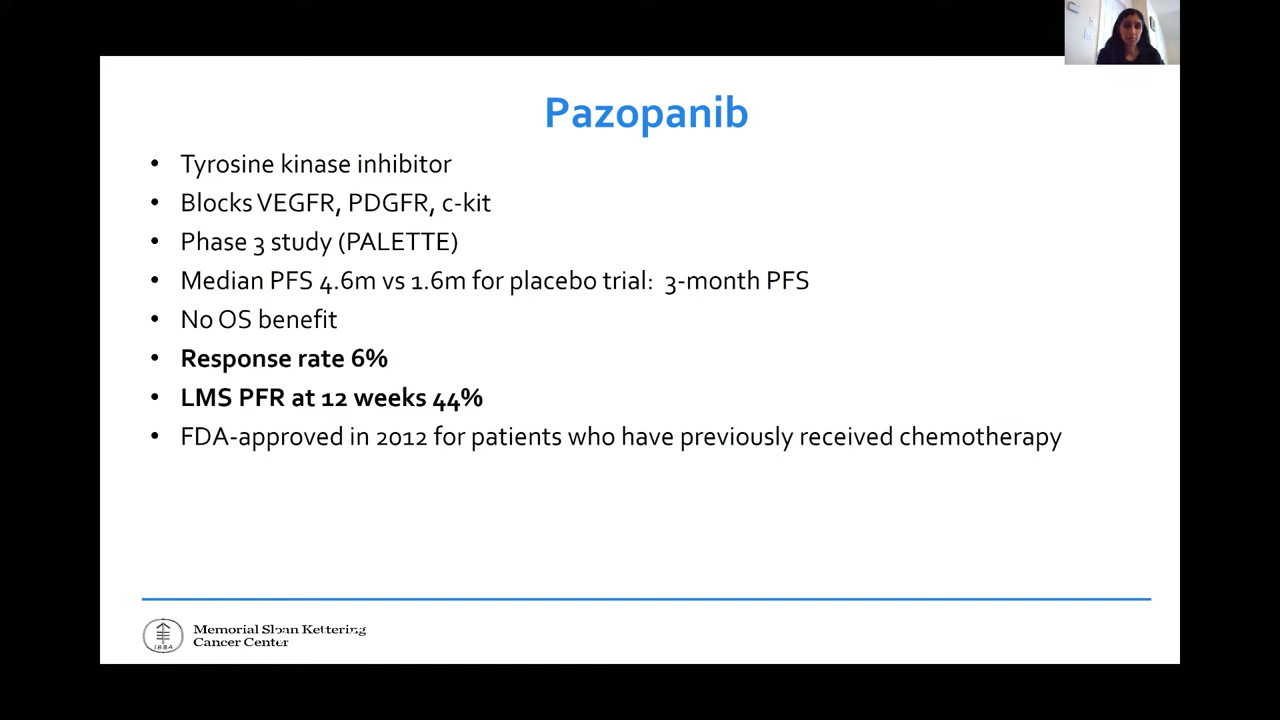 Pazopanib
• Tyrosine kinase inhibitor
• Blocks VEGFR, PDGFR, c-kit
• Phase 3 study (PALETTE)
• Median PFS 4.6m vs 1.6m for placebo trial: 3-month PFS
• No OS benefit
• Response rate 6%
• LMS PFR at 12 weeks 44%
• FDA-approved in 2012 for patients who have previously received chemotherapy
1884
Memorial Sloan Kettering
Cancer Center